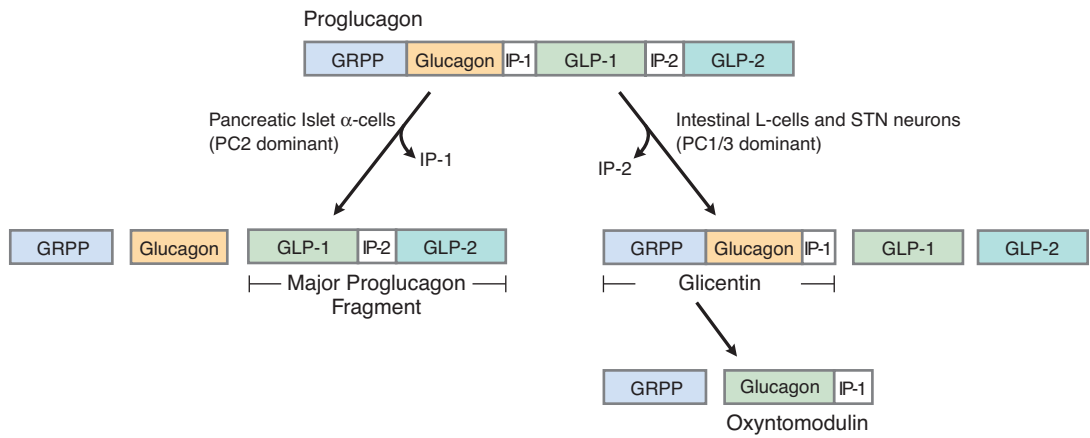 Proglucagon
GRPP Glucagon IP-1 GLP-1 IP-2 GLP-2
Pancreatic Islet α-cells
(PC2 dominant)
IP-1
Intestinal L-cells and STN neurons
(PC1/3 dominant)
IP-2
GRPP Glucagon GLP-1 IP-2 GLP-2
Major Proglucagon
Fragment
GRPP Glucagon IP-1 GLP-1 GLP-2
Glicentin
GRPP Glucagon IP-1
Oxyntomodulin